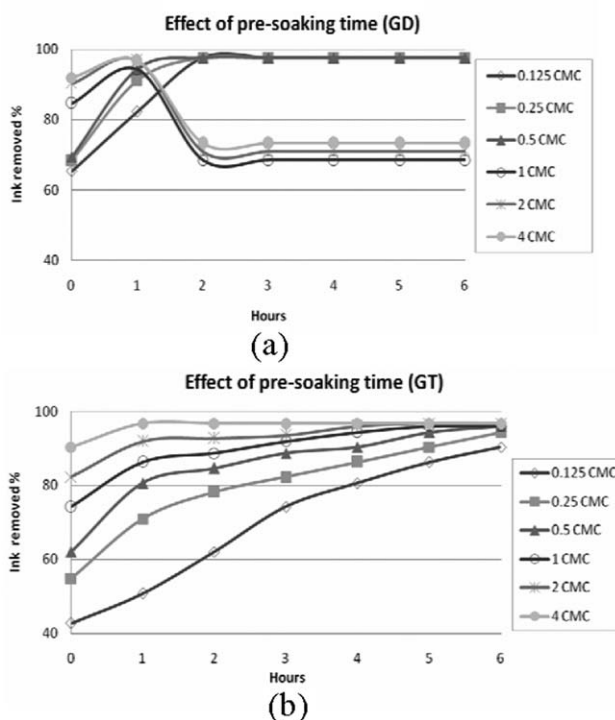 Effect of pre-soaking time (GD)
100
80
60
40
Ink removed %
0 1 2 3 4 5 6
Hours
0.125 CMC
0.25 CMC
0.5 CMC
1 CMC
2 CMC
4 CMC
(a)
Effect of pre-soaking time (GT)
100
80
60
40
Ink removed %
0 1 2 3 4 5 6
Hours
0.125 CMC
0.25 CMC
0.5 CMC
1 CMC
2 CMC
4 CMC
(b)